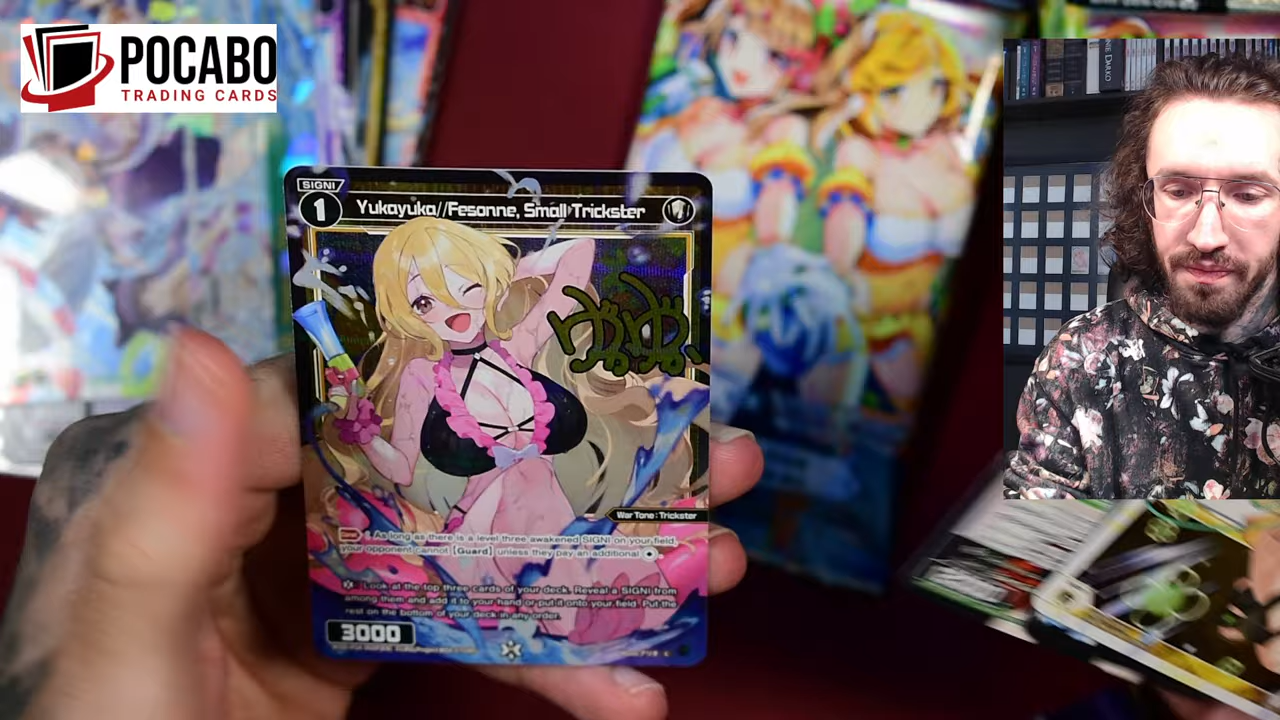 POCABO
TRADING CARDS
SIGNI
1
Yukayuka//Fesonne, Small Trickster
ゆゆ!
War Tone : Trickster
As long as there is a level three awakened SIGNI on your field,
your opponent cannot [Guard] unless they pay an additional
Look at the top three cards of your deck. Reveal a SIGNI from
among them and add it to your hand or put it onto your field. Put the
rest on the bottom of your deck in any order.
3000